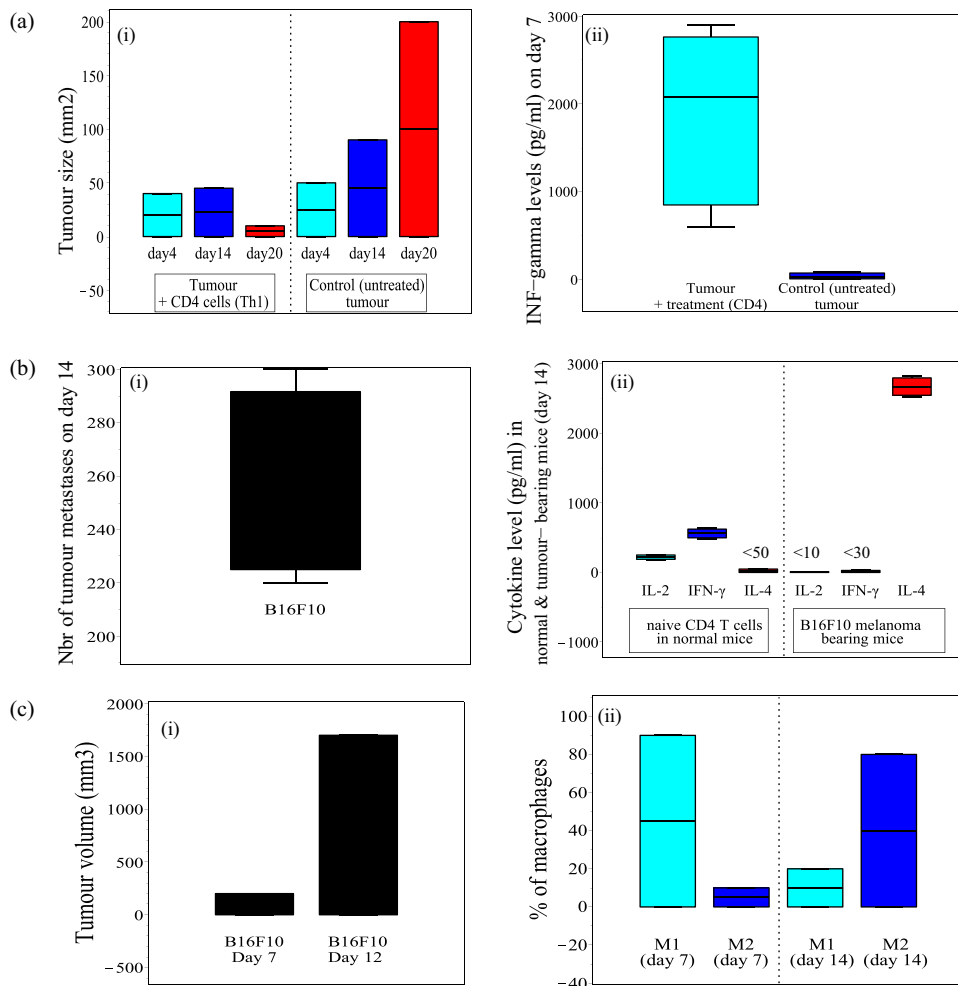 (a)
(i)
Tumour size (mm2)
200
150
100
50
0
−50
day4
day14
day20
day4
day14
day20
Tumour
+ CD4 cells (Th1)
Control (untreated)
tumour
(ii)
INF−gamma levels (pg/ml) on day 7
3000
2000
1000
0
Tumour
+ treatment (CD4)
Control (untreated)
tumour
(b)
(i)
Nbr of tumour metastases on day 14
300
280
260
240
220
200
B16F10
(ii)
Cytokine level (pg/ml) in
normal & tumour− bearing mice (day 14)
3000
2000
1000
0
−1000
<50
<10
<30
IL-2
IFN-γ
IL-4
IL-2
IFN-γ
IL-4
naive CD4 T cells
in normal mice
B16F10 melanoma
bearing mice
(c)
(i)
Tumour volume (mm3)
2000
1500
1000
500
0
−500
B16F10
Day 7
B16F10
Day 12
(ii)
% of macrophages
100
80
60
40
20
0
−20
−40
M1
(day 7)
M2
(day 7)
M1
(day 14)
M2
(day 14)